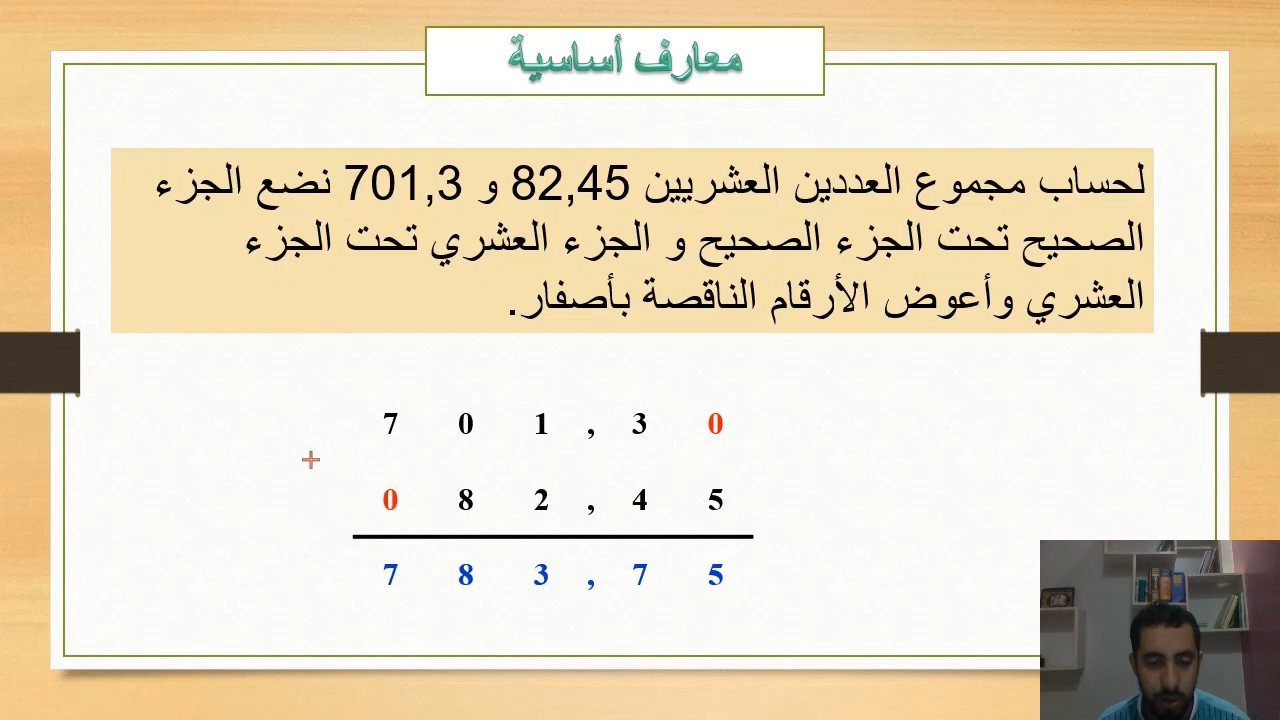 معارف أساسية
لحساب مجموع العددين العشريين 82,45 و 701,3 نضع الجزء
الصحيح تحت الجزء الصحيح و الجزء العشري تحت الجزء
العشري وأعوض الأرقام الناقصة بأصفار.
7 0 1 , 3 0
+
0 8 2 , 4 5
7 8 3 , 7 5